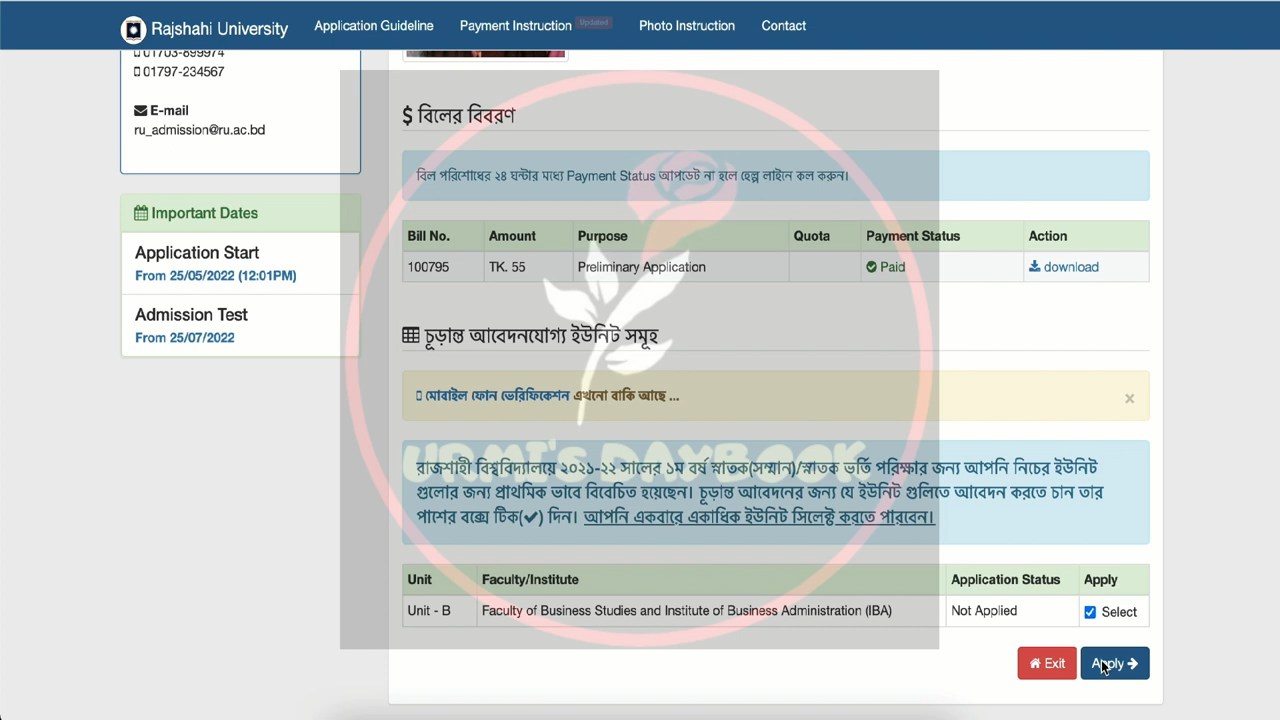 Rajshahi University
Application Guideline
Payment Instruction Updated
Photo Instruction
Contact
01703-899974
01797-234567
E-mail
ru_admission@ru.ac.bd
Important Dates
Application Start
From 25/05/2022 (12:01PM)
Admission Test
From 25/07/2022
$ বিলের বিবরণ
বিল পরিশোধের ২৪ ঘন্টার মধ্যে Payment Status আপডেট না হলে হেল্প লাইনে কল করুন।
Bill No. Amount Purpose Quota Payment Status Action
100795 TK. 55 Preliminary Application Paid download
চূড়ান্ত আবেদনযোগ্য ইউনিট সমূহ
মোবাইল ফোন ভেরিফিকেশন এখনো বাকি আছে ... ×
URMI's DAYBOOK
রাজশাহী বিশ্ববিদ্যালয়ে ২০২১-২২ সালের ১ম বর্ষ স্নাতক(সম্মান)/স্নাতক ভর্তি পরিক্ষার জন্য আপনি নিচের ইউনিট
গুলোর জন্য প্রাথমিক ভাবে বিবেচিত হয়েছেন। চূড়ান্ত আবেদনের জন্য যে ইউনিট গুলিতে আবেদন করতে চান তার
পাশের বক্সে টিক(✔) দিন। আপনি একবারে একাধিক ইউনিট সিলেক্ট করতে পারবেন।
Unit Faculty/Institute Application Status Apply
Unit - B Faculty of Business Studies and Institute of Business Administration (IBA) Not Applied Select
Exit Apply